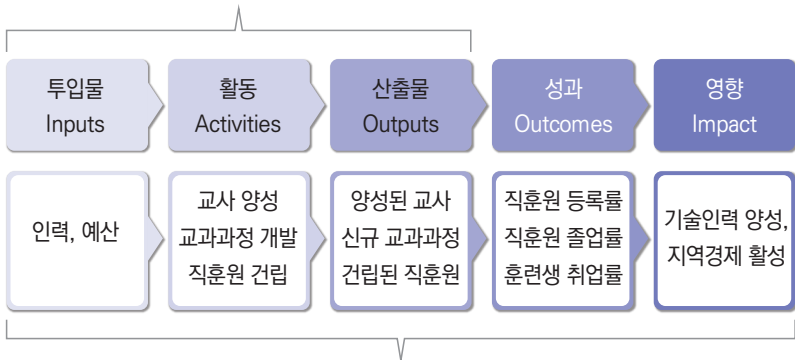 투입물
Inputs
활동
Activities
산출물
Outputs
성과
Outcomes
영향
Impact
인력, 예산
교사 양성
교과과정 개발
직훈원 건립
양성된 교사
신규 교과과정
건립된 직훈원
직훈원 등록률
직훈원 졸업률
훈련생 취업률
기술인력 양성,
지역경제 활성